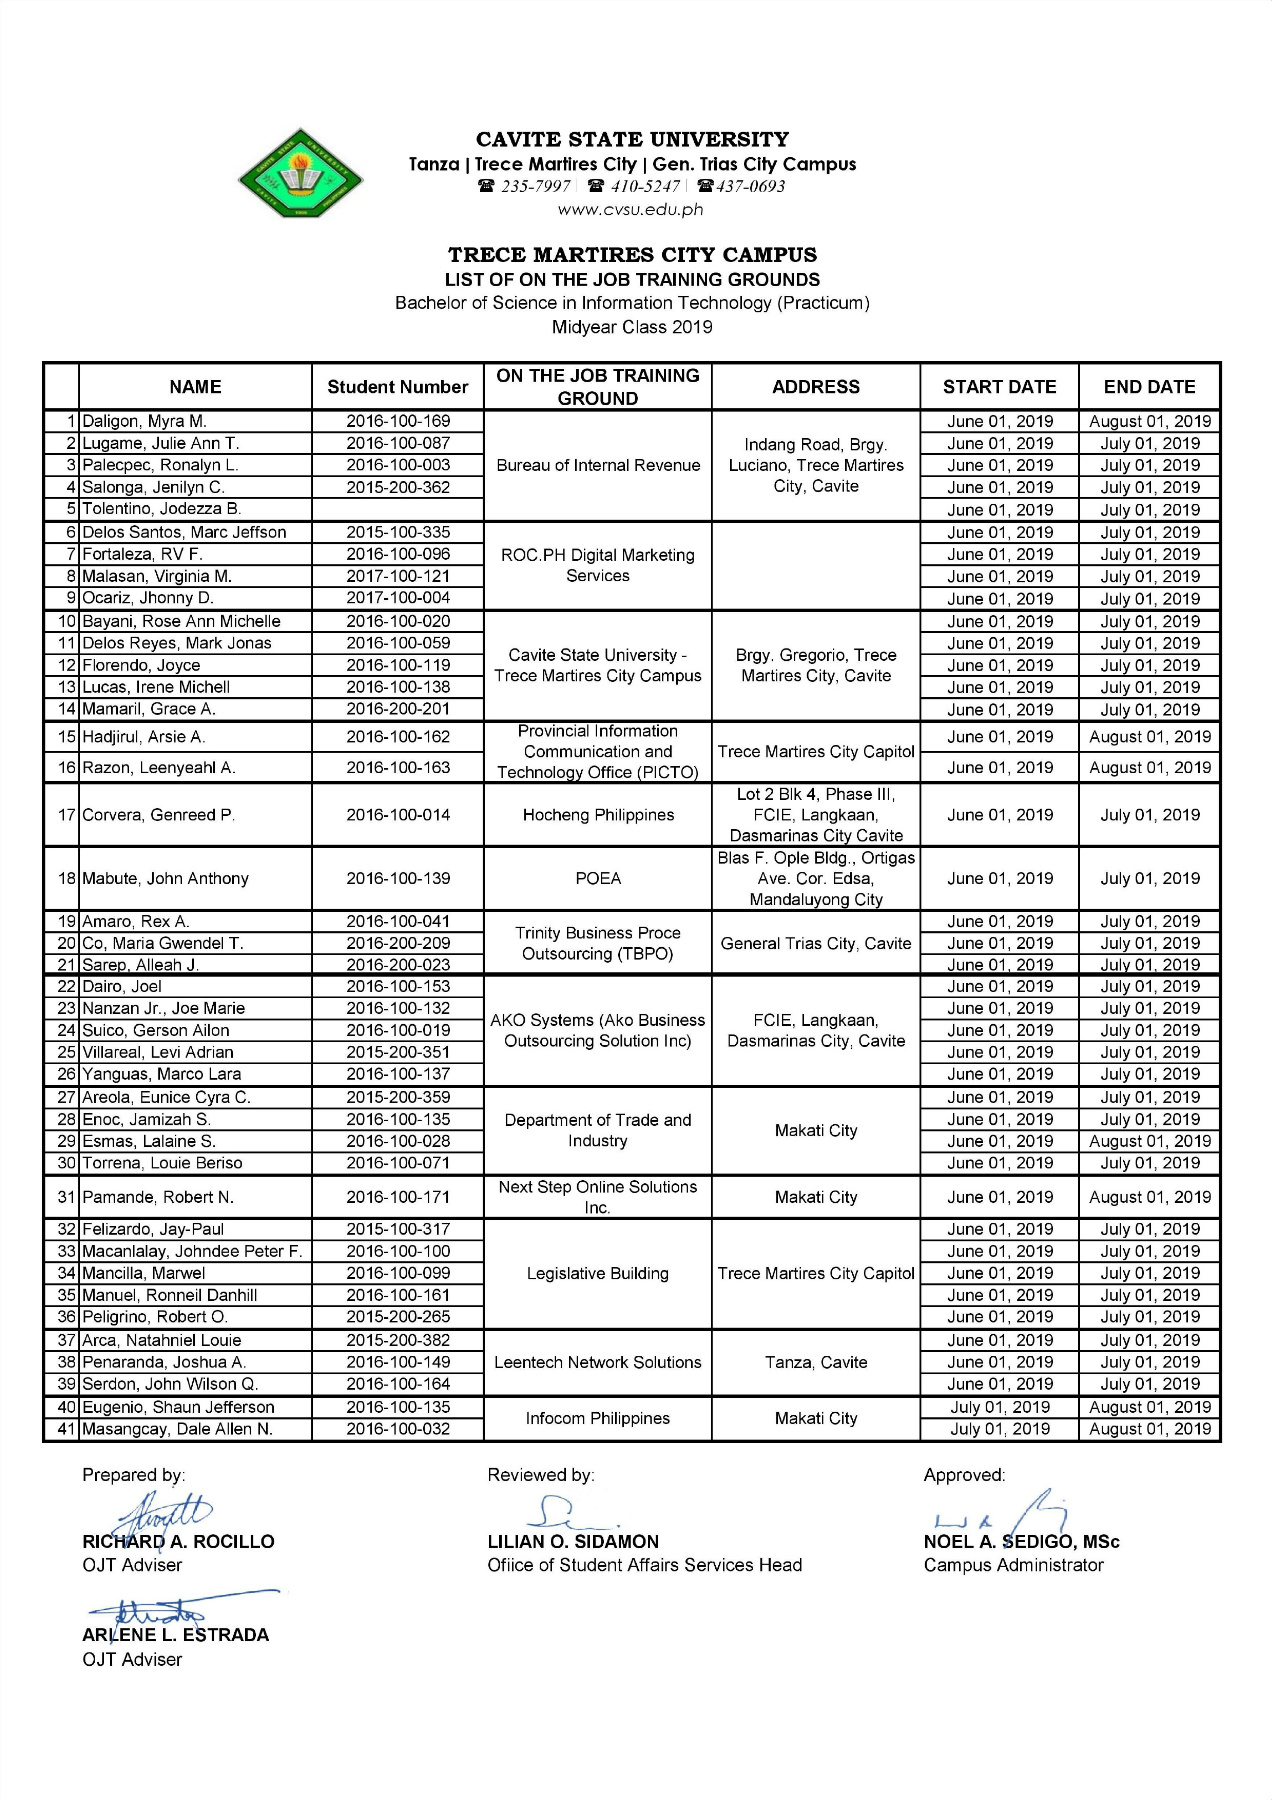 CAVITE STATE UNIVERSITY
Tanza | Trece Martires City | Gen. Trias City Campus
☎ 235-7997 | ☎ 410-5247 | ☎437-0693
www.cvsu.edu.ph
TRECE MARTIRES CITY CAMPUS
LIST OF ON THE JOB TRAINING GROUNDS
Bachelor of Science in Information Technology (Practicum)
Midyear Class 2019
NAME Student Number ON THE JOB TRAINING GROUND ADDRESS START DATE END DATE
1 Daligon, Myra M. 2016-100-169 June 01, 2019 August 01, 2019
2 Lugame, Julie Ann T. 2016-100-087 Indang Road, Brgy. June 01, 2019 July 01, 2019
3 Palecpec, Ronalyn L. 2016-100-003 Bureau of Internal Revenue Luciano, Trece Martires June 01, 2019 July 01, 2019
4 Salonga, Jenilyn C. 2015-200-362 City, Cavite June 01, 2019 July 01, 2019
5 Tolentino, Jodezza B. June 01, 2019 July 01, 2019
6 Delos Santos, Marc Jeffson 2015-100-335 June 01, 2019 July 01, 2019
7 Fortaleza, RV F. 2016-100-096 ROC.PH Digital Marketing June 01, 2019 July 01, 2019
8 Malasan, Virginia M. 2017-100-121 Services June 01, 2019 July 01, 2019
9 Ocariz, Jhonny D. 2017-100-004 June 01, 2019 July 01, 2019
10 Bayani, Rose Ann Michelle 2016-100-020 June 01, 2019 July 01, 2019
11 Delos Reyes, Mark Jonas 2016-100-059 June 01, 2019 July 01, 2019
12 Florendo, Joyce 2016-100-119 Cavite State University - Brgy. Gregorio, Trece June 01, 2019 July 01, 2019
13 Lucas, Irene Michell 2016-100-138 Trece Martires City Campus Martires City, Cavite June 01, 2019 July 01, 2019
14 Mamaril, Grace A. 2016-200-201 June 01, 2019 July 01, 2019
15 Hadjirul, Arsie A. 2016-100-162 Provincial Information June 01, 2019 August 01, 2019
Communication and Trece Martires City Capitol
16 Razon, Leenyeahl A. 2016-100-163 Technology Office (PICTO) June 01, 2019 August 01, 2019
Lot 2 Blk 4, Phase III,
17 Corvera, Genreed P. 2016-100-014 Hocheng Philippines FCIE, Langkaan, June 01, 2019 July 01, 2019
Dasmarinas City Cavite
Blas F. Ople Bldg., Ortigas
18 Mabute, John Anthony 2016-100-139 POEA Ave. Cor. Edsa, June 01, 2019 July 01, 2019
Mandaluyong City
19 Amaro, Rex A. 2016-100-041 Trinity Business Proce June 01, 2019 July 01, 2019
20 Co, Maria Gwendel T. 2016-200-209 Outsourcing (TBPO) General Trias City, Cavite June 01, 2019 July 01, 2019
21 Sarep, Alleah J. 2016-200-023 June 01, 2019 July 01, 2019
22 Dairo, Joel 2016-100-153 June 01, 2019 July 01, 2019
23 Nanzan Jr., Joe Marie 2016-100-132 June 01, 2019 July 01, 2019
24 Suico, Gerson Ailon 2016-100-019 AKO Systems (Ako Business FCIE, Langkaan, June 01, 2019 July 01, 2019
25 Villareal, Levi Adrian 2015-200-351 Outsourcing Solution Inc) Dasmarinas City, Cavite June 01, 2019 July 01, 2019
26 Yanguas, Marco Lara 2016-100-137 June 01, 2019 July 01, 2019
27 Areola, Eunice Cyra C. 2015-200-359 June 01, 2019 July 01, 2019
28 Enoc, Jamizah S. 2016-100-135 Department of Trade and June 01, 2019 July 01, 2019
29 Esmas, Lalaine S. 2016-100-028 Industry Makati City June 01, 2019 August 01, 2019
30 Torrena, Louie Beriso 2016-100-071 June 01, 2019 July 01, 2019
31 Pamande, Robert N. 2016-100-171 Next Step Online Solutions Inc. Makati City June 01, 2019 August 01, 2019
32 Felizardo, Jay-Paul 2015-100-317 June 01, 2019 July 01, 2019
33 Macanlalay, Johndee Peter F. 2016-100-100 June 01, 2019 July 01, 2019
34 Mancilla, Marwel 2016-100-099 Legislative Building Trece Martires City Capitol June 01, 2019 July 01, 2019
35 Manuel, Ronneil Danhill 2016-100-161 June 01, 2019 July 01, 2019
36 Peligrino, Robert O. 2015-200-265 June 01, 2019 July 01, 2019
37 Arca, Natahniel Louie 2015-200-382 June 01, 2019 July 01, 2019
38 Penaranda, Joshua A. 2016-100-149 Leentech Network Solutions Tanza, Cavite June 01, 2019 July 01, 2019
39 Serdon, John Wilson Q. 2016-100-164 June 01, 2019 July 01, 2019
40 Eugenio, Shaun Jefferson 2016-100-135 Infocom Philippines Makati City July 01, 2019 August 01, 2019
41 Masangcay, Dale Allen N. 2016-100-032 July 01, 2019 August 01, 2019
Prepared by: Reviewed by: Approved:
RICHARD A. ROCILLO LILIAN O. SIDAMON NOEL A. SEDIGO, MSc
OJT Adviser Ofiice of Student Affairs Services Head Campus Administrator
ARLENE L. ESTRADA
OJT Adviser